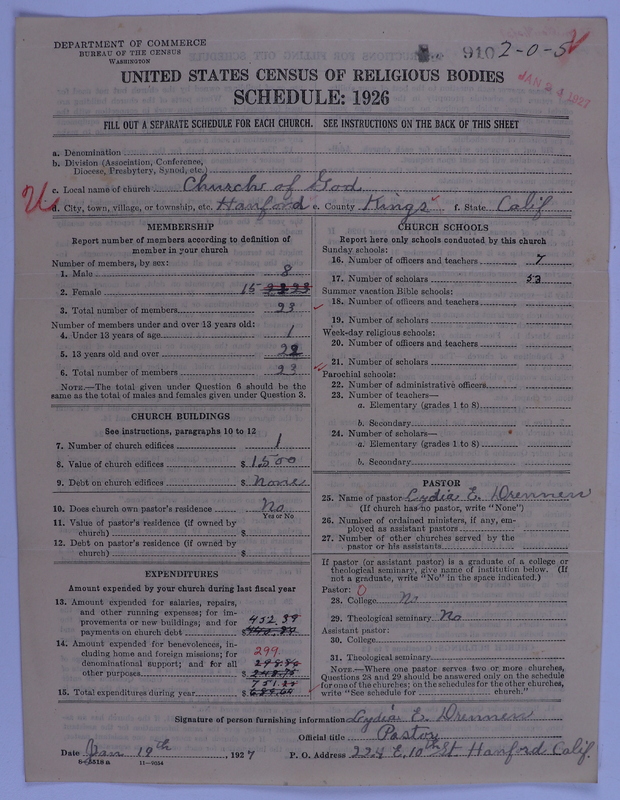 DEPARTMENT OF COMMERCE
BUREAU OF THE CENSUS
WASHINGTON
9102-0-5
JAN 24 1927
UNITED STATES CENSUS OF RELIGIOUS BODIES
SCHEDULE: 1926
FILL OUT A SEPARATE SCHEDULE FOR EACH CHURCH. SEE INSTRUCTIONS ON THE BACK OF THIS SHEET
a. Denomination
b. Division (Association, Conference, Diocese, Presbytery, Synod, etc.)
c. Local name of church Church of God
d. City, town, village, or township, etc. Hanford e. County Kings f. State Calif
MEMBERSHIP
Report number of members according to definition of
member in your church
Number of members, by sex:
1. Male 8
2. Female 15
3. Total number of members 23
Number of members under and over 13 years old:
4. Under 13 years of age 1
5. 13 years old and over 22
6. Total number of members 23
NOTE.—The total given under Question 6 should be the
same as the total of males and females given under Question 3.
CHURCH BUILDINGS
See instructions, paragraphs 10 to 12
7. Number of church edifices 1
8. Value of church edifices $1500
9. Debt on church edifices $ None
10. Does church own pastor's residence? No
Yes or No
11. Value of pastor's residence (if owned by
church) $
12. Debt on pastor's residence (if owned by
church) $
EXPENDITURES
Amount expended by your church during last fiscal year
13. Amount expended for salaries, repairs,
and other running expenses; for im-
provements or new buildings; and for 452.39
payments on church debt
14. Amount expended for benevolences, in-
cluding home and foreign missions; for 299.
denominational support; and for all
other purposes $
15. Total expenditures during year $
CHURCH SCHOOLS
Report here only schools conducted by this church
Sunday schools:
16. Number of officers and teachers 7
17. Number of scholars 53
Summer vacation Bible schools:
18. Number of officers and teachers
19. Number of scholars
Week-day religious schools:
20. Number of officers and teachers
21. Number of scholars
Parochial schools:
22. Number of administrative officers
23. Number of teachers—
a. Elementary (grades 1 to 8)
b. Secondary
24. Number of scholars—
a. Elementary (grades 1 to 8)
b. Secondary
PASTOR
25. Name of pastor Lydia E. Drennen
(If church has no pastor, write "None")
26. Number of ordained ministers, if any, em-
ployed as assistant pastors
27. Number of other churches served by the
pastor or his assistants
If pastor (or assistant pastor) is a graduate of a college or
theological seminary, give name of institution below. (If
not a graduate, write "No" in the space indicated.)
Pastor: 0
28. College No
29. Theological seminary No
Assistant pastor:
30. College
31. Theological seminary
NOTE.—Where one pastor serves two or more churches,
Questions 28 and 29 should be answered only on the schedule
for one of the churches; on the schedules for the other churches,
write "See schedule for church."
Signature of person furnishing information Lydia E. Drennen
Official title Pastor
Date Jan 19th, 1927 P. O. Address 224 E. 10th St. Hanford Calif.
11-9054